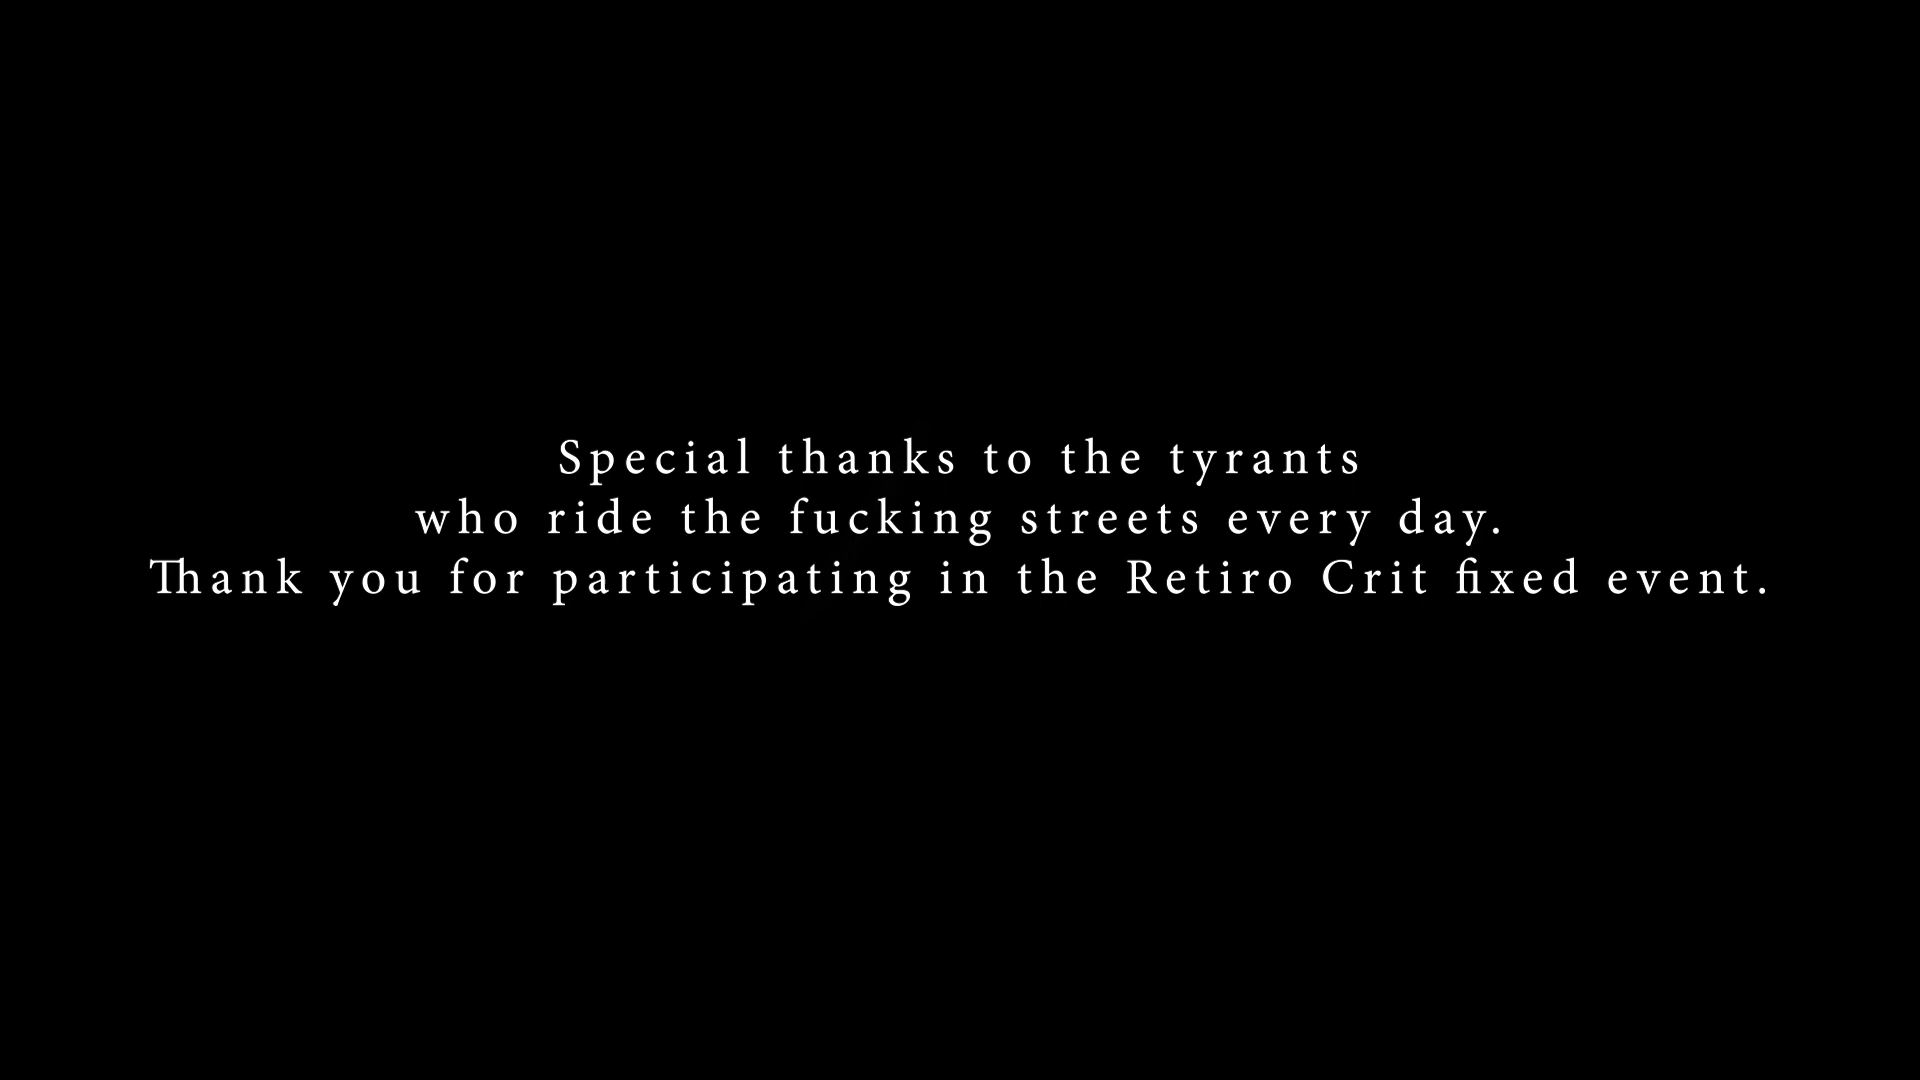 Special thanks to the tyrants
who ride the fucking streets every day.
Thank you for participating in the Retiro Crit fixed event.